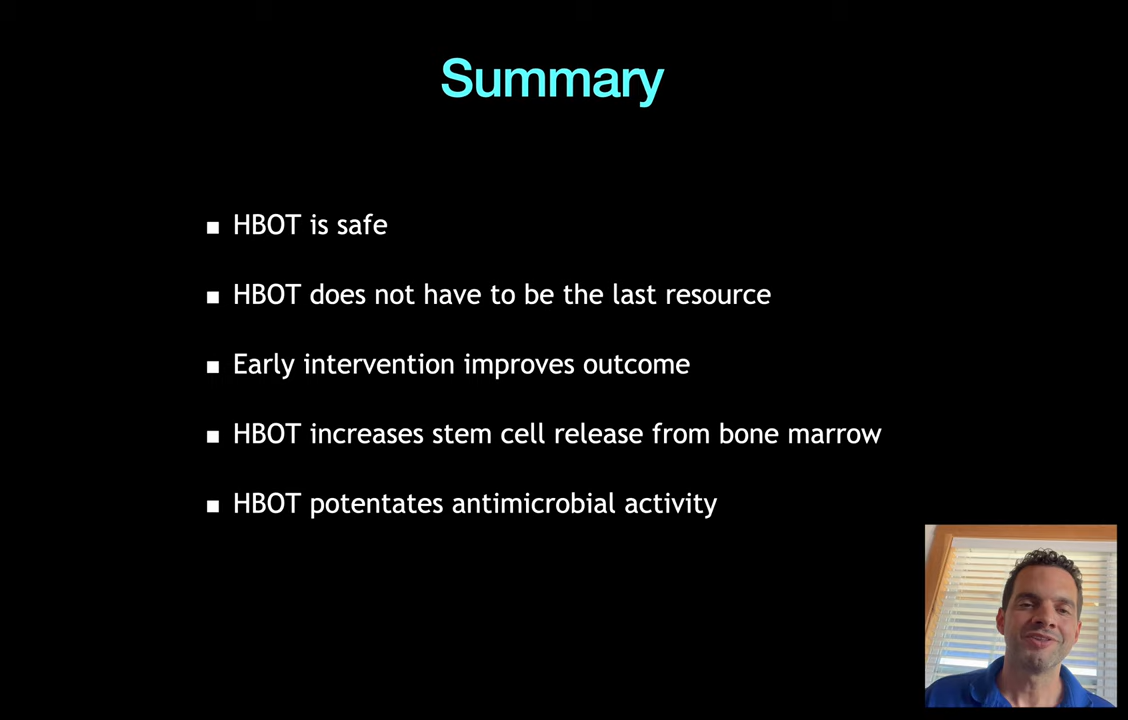 Summary
▪ HBOT is safe
▪ HBOT does not have to be the last resource
▪ Early intervention improves outcome
▪ HBOT increases stem cell release from bone marrow
▪ HBOT potentates antimicrobial activity